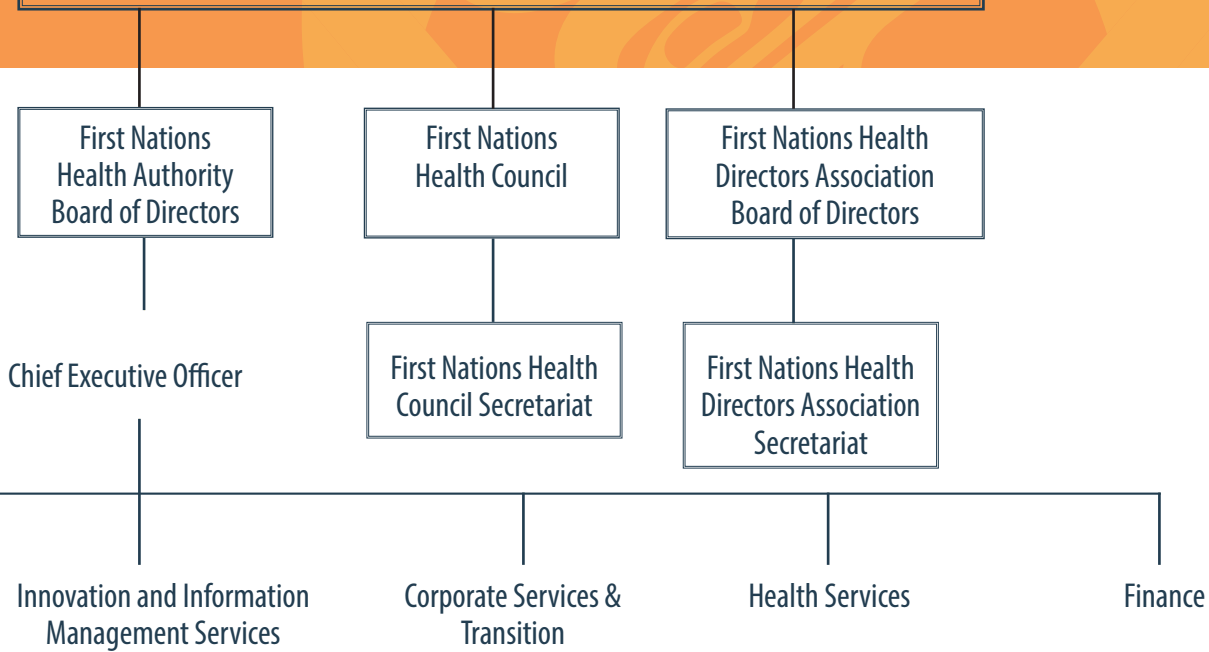 First Nations
Health Authority
Board of Directors
First Nations
Health Council
First Nations Health
Directors Association
Board of Directors
Chief Executive Officer
First Nations Health
Council Secretariat
First Nations Health
Directors Association
Secretariat
Innovation and Information
Management Services
Corporate Services &
Transition
Health Services
Finance